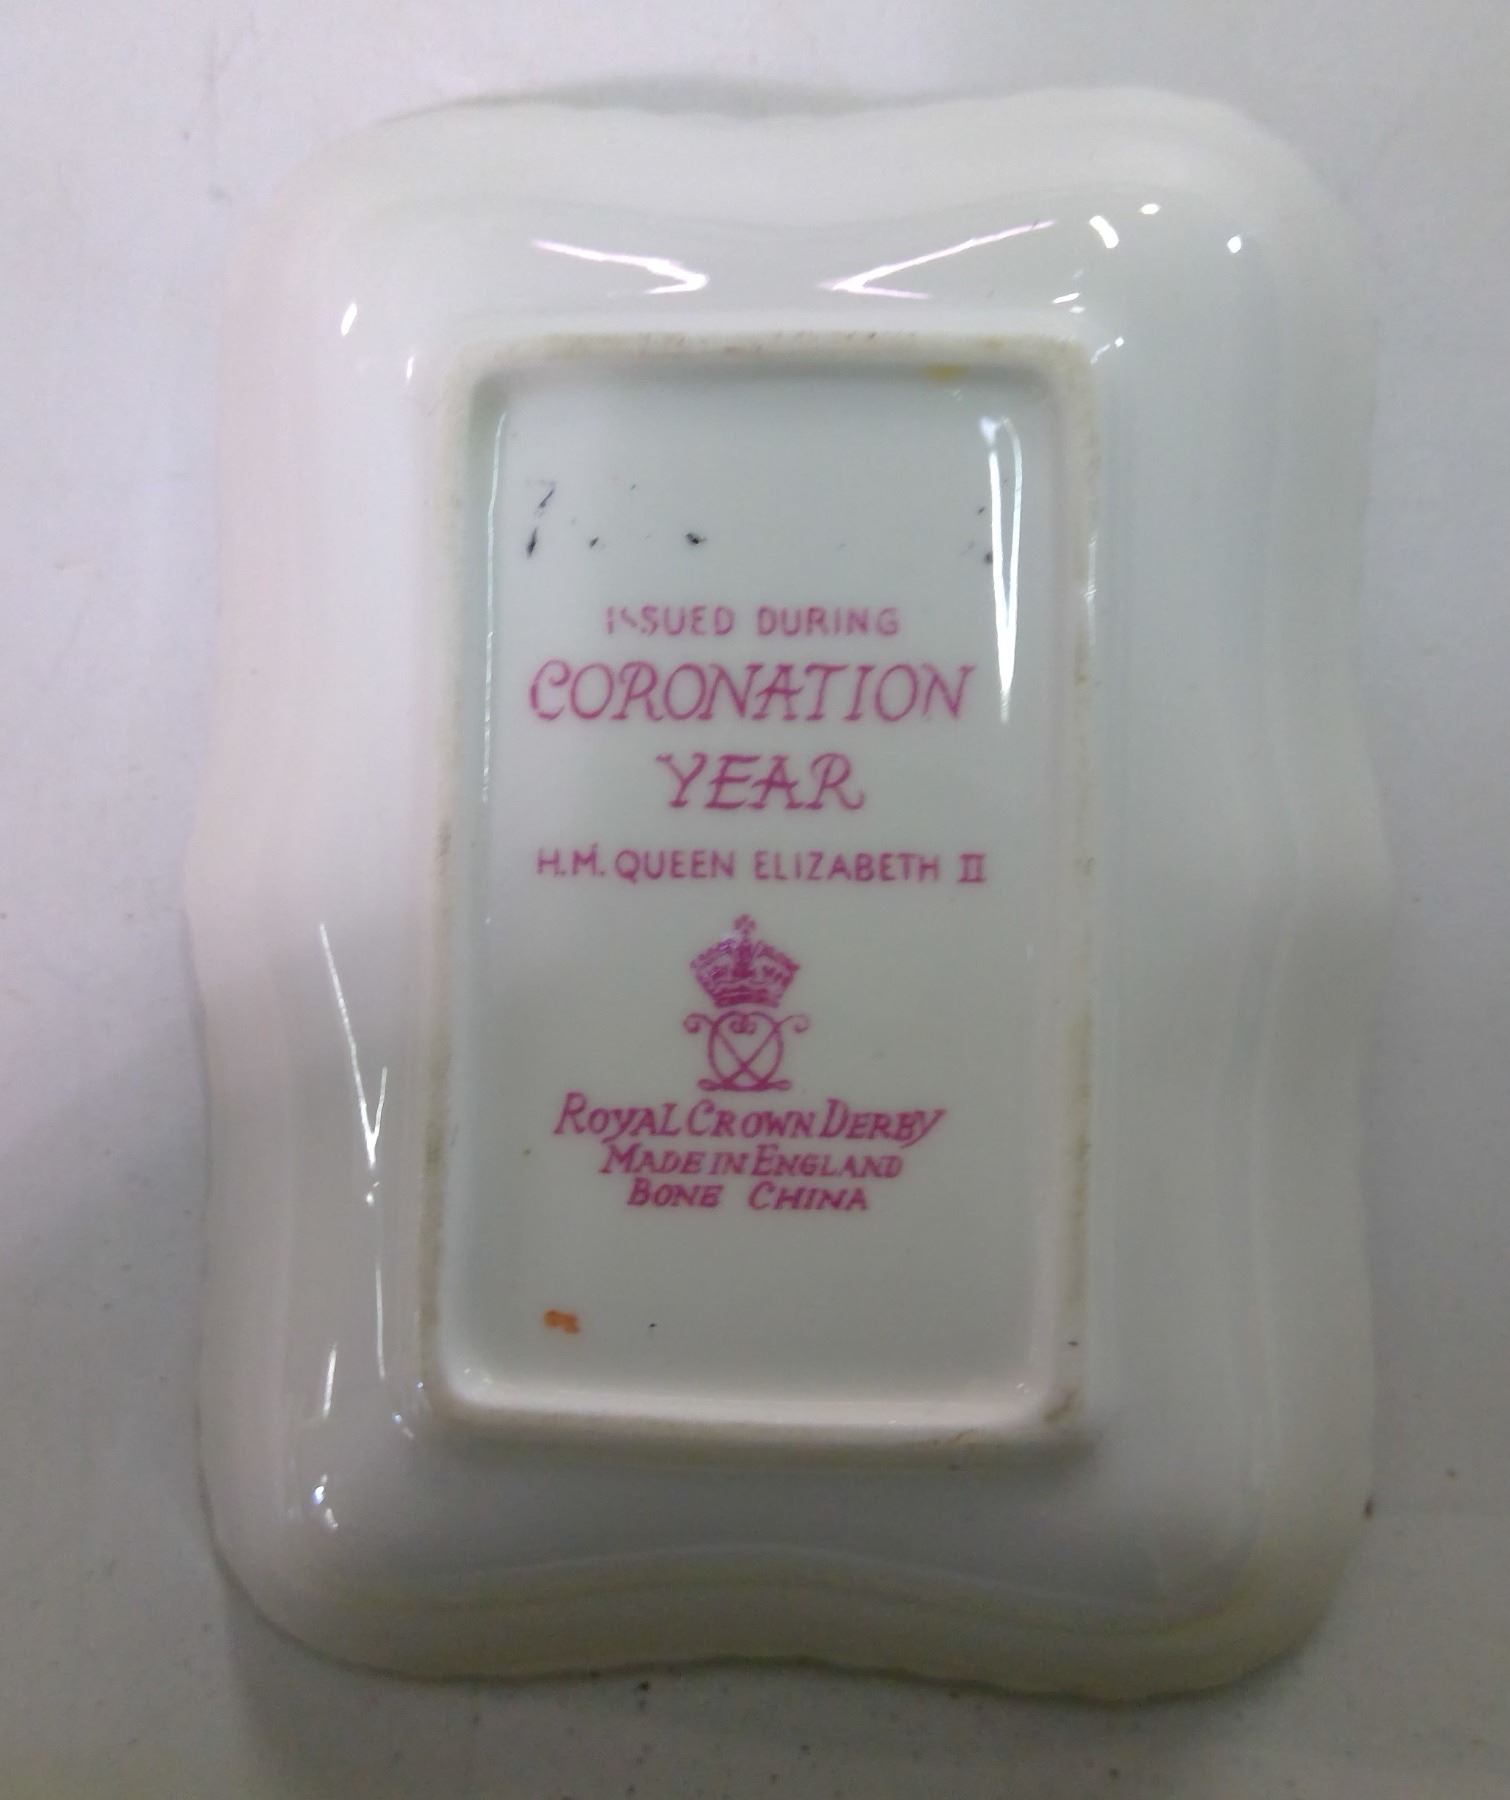 ISSUED DURING
CORONATION
YEAR
H.M. QUEEN ELIZABETH II
ROYAL CROWN DERBY
MADE IN ENGLAND
BONE CHINA